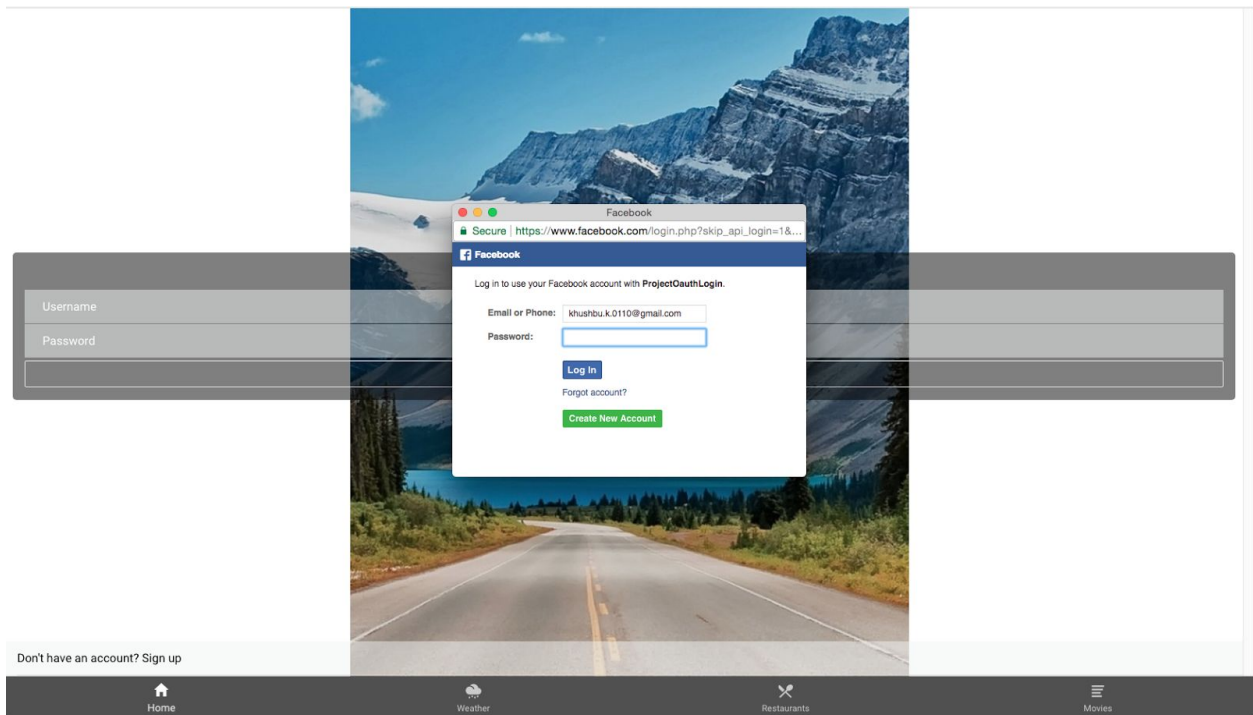 Facebook
Secure | https://www.facebook.com/login.php?skip_api_login=1&...
Facebook
Log in to use your Facebook account with ProjectOauthLogin.
Email or Phone: khushbu.k.0110@gmail.com
Password:
Log In
Forgot account?
Create New Account
Username
Password
Don't have an account? Sign up
Home Weather Restaurants Movies